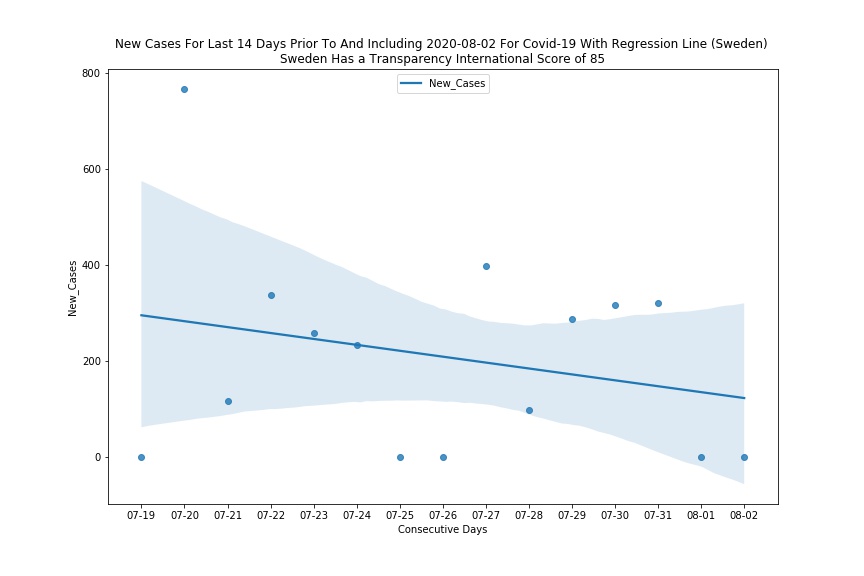 New Cases For Last 14 Days Prior To And Including 2020-08-02 For Covid-19 With Regression Line (Sweden)
Sweden Has a Transparency International Score of 85
New_Cases
800
600
400
200
0
New_Cases
07-19 07-20 07-21 07-22 07-23 07-24 07-25 07-26 07-27 07-28 07-29 07-30 07-31 08-01 08-02
Consecutive Days